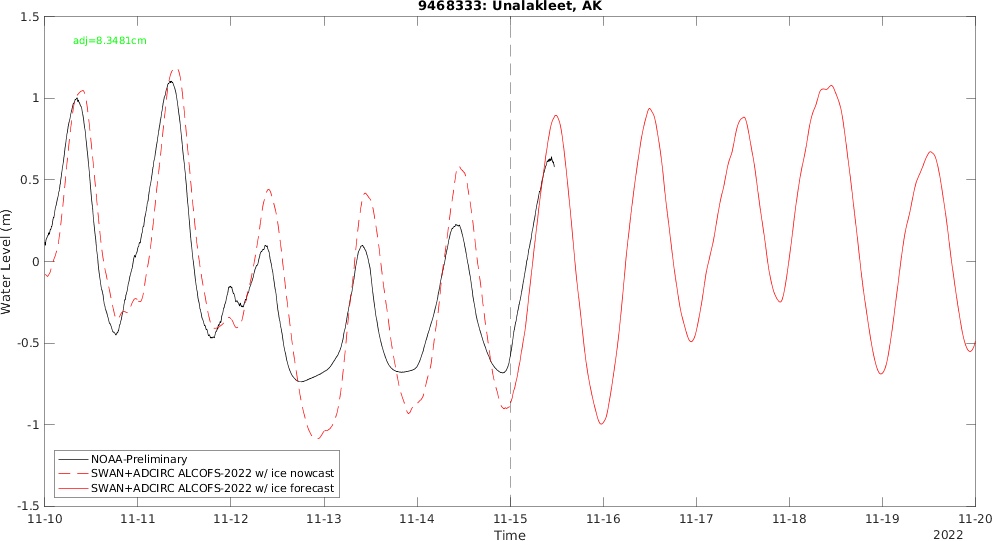 9468333: Unalakleet, AK
adj=8.3481cm
Water Level (m)
1.5
1
0.5
0
-0.5
-1
-1.5
NOAA-Preliminary
SWAN+ADCIRC ALCOFS-2022 w/ ice nowcast
SWAN+ADCIRC ALCOFS-2022 w/ ice forecast
11-10 11-11 11-12 11-13 11-14 11-15 11-16 11-17 11-18 11-19 11-20
Time
2022